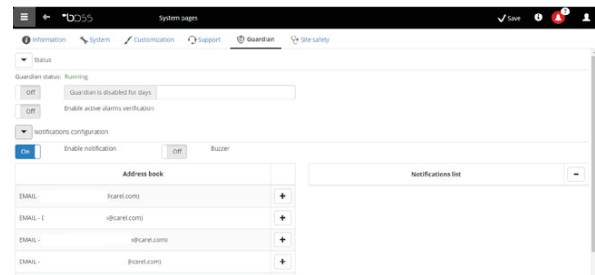 boss System pages Save 2
Information System Customization Support Guardian Site safety
Status
Guardian status: Running
Off Guardian is disabled for days
Off Enable active alarms verification
Notifications configuration
On Enable notification Off Buzzer
Address book Notifications list
EMAIL - (carel.com) +
EMAIL - @carel.com) +
EMAIL - @carel.com) +
EMAIL - (carel.com) +